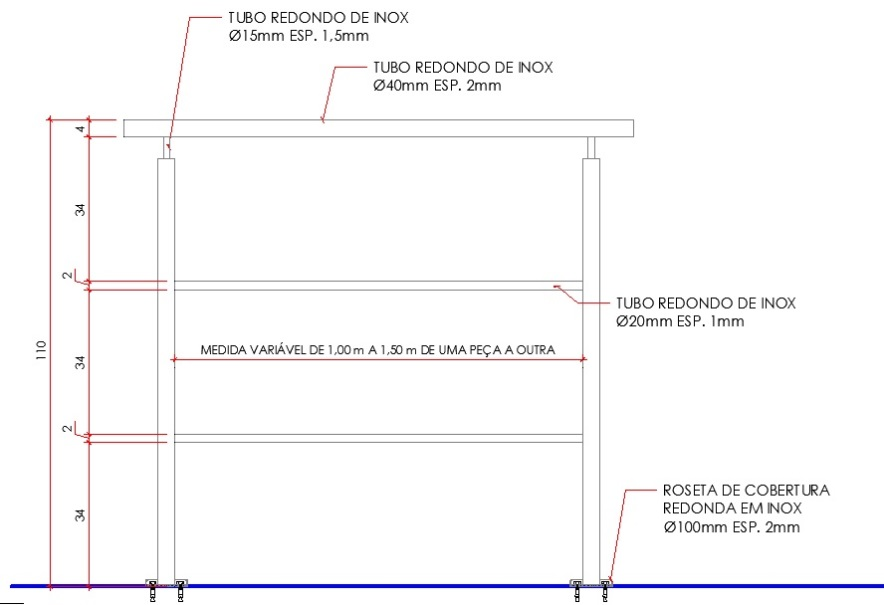 TUBO REDONDO DE INOX
Ø15mm ESP. 1,5mm
TUBO REDONDO DE INOX
Ø40mm ESP. 2mm
4
34
2
TUBO REDONDO DE INOX
Ø20mm ESP. 1mm
MEDIDA VARIÁVEL DE 1,00 m A 1,50 m DE UMA PEÇA A OUTRA
110
34
2
ROSETA DE COBERTURA
REDONDA EM INOX
Ø100mm ESP. 2mm
34